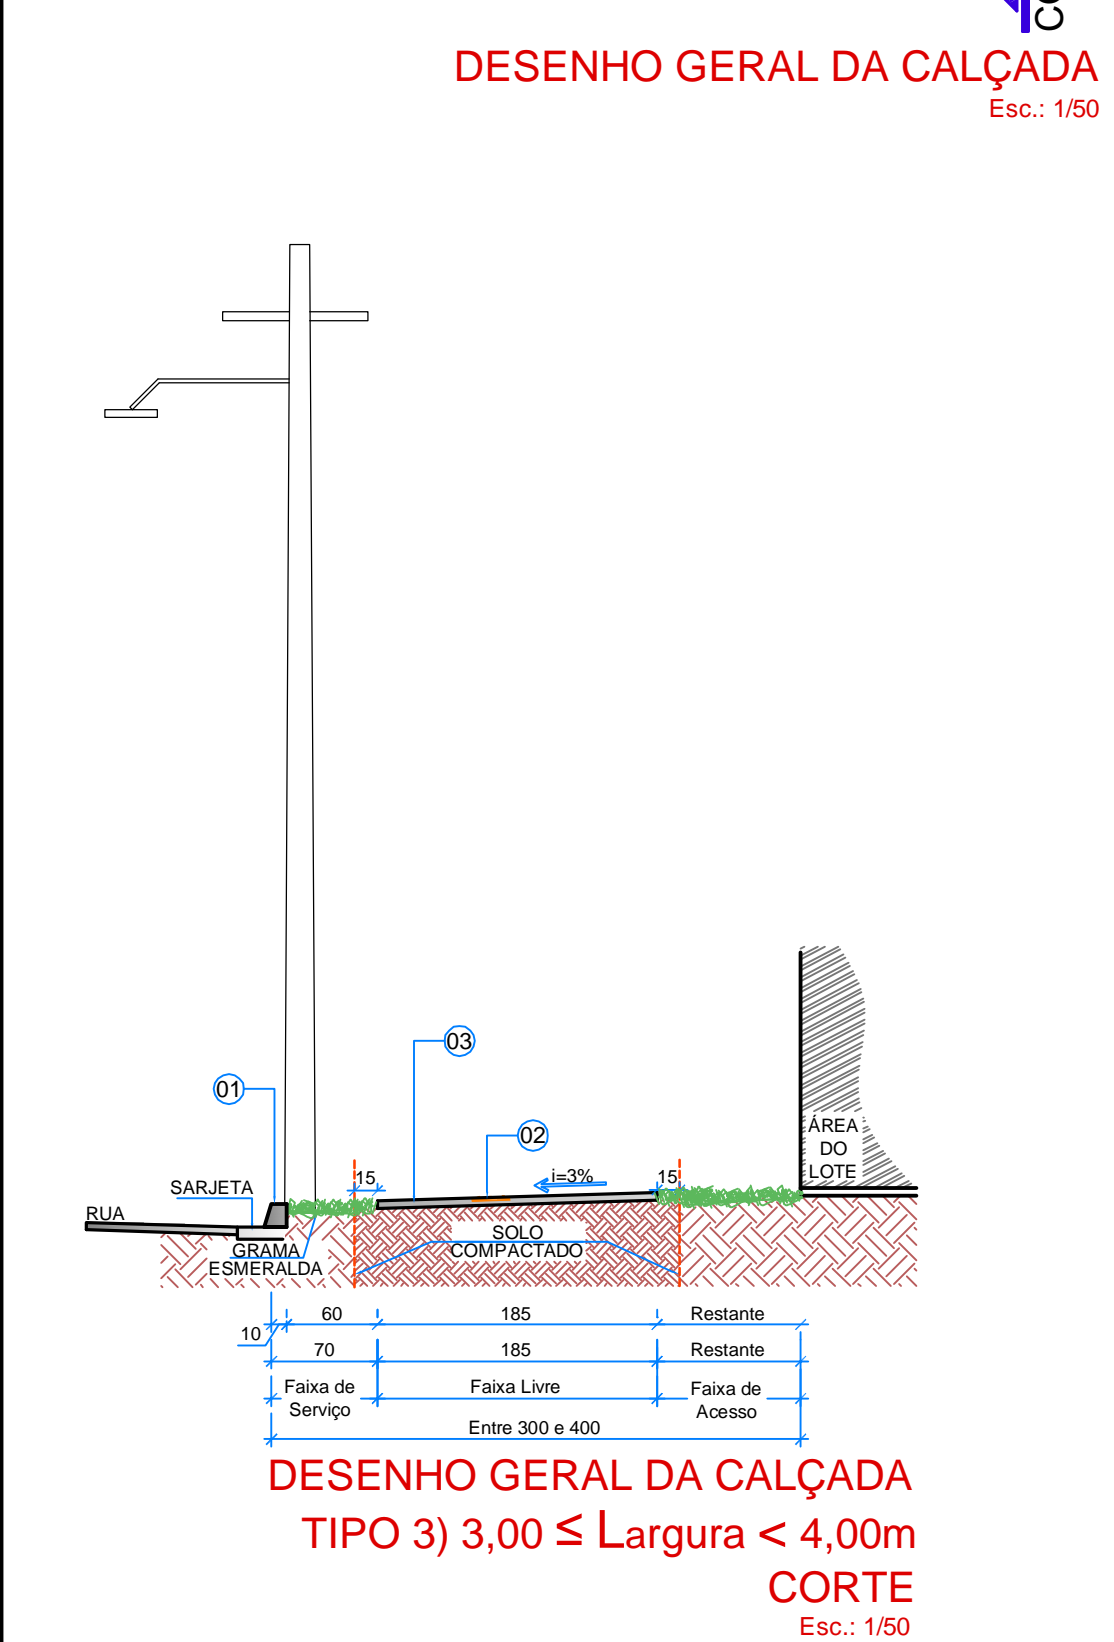 DESENHO GERAL DA CALÇADA
Esc.: 1/50
03
01
02
ÁREA
DO
LOTE
15
i=3%
15
SARJETA
RUA
SOLO
COMPACTADO
GRAMA
ESMERALDA
60
185
Restante
10
70
185
Restante
Faixa de
Serviço
Faixa Livre
Faixa de
Acesso
Entre 300 e 400
DESENHO GERAL DA CALÇADA
TIPO 3) 3,00 ≤ Largura < 4,00m
CORTE
Esc.: 1/50